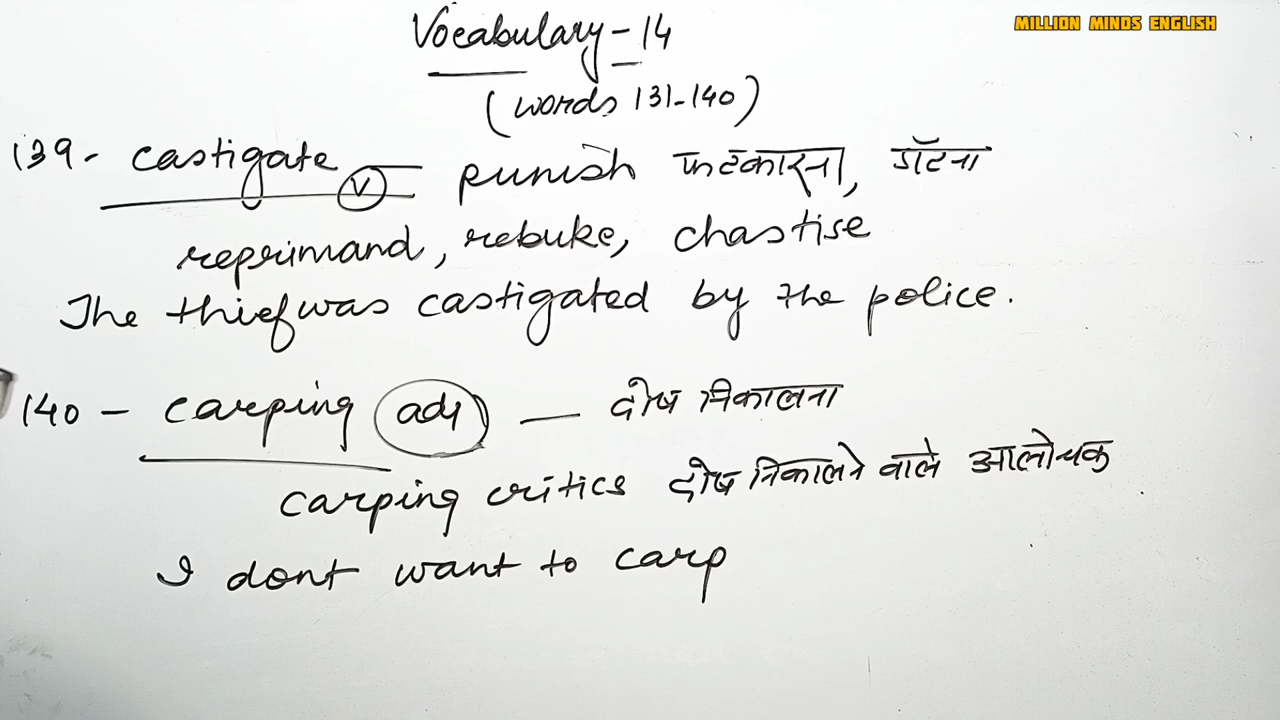 MILLION MINDS ENGLISH
Vocabulary-14
(words 131-140)
139- castigate (v) — punish फटकारना, डॉटना
reprimand, rebuke, chastise
The thief was castigated by the police.
140 - carping (adj) — दोष निकालना
carping critics दोष निकालने वाले आलोचक
I dont want to carp